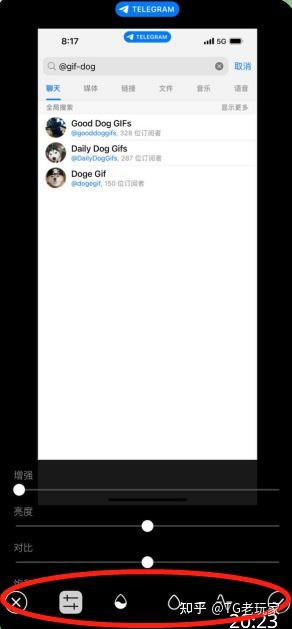 TELEGRAM
8:17
TELEGRAM
5G
@gif-dog
取消
聊天 媒体 链接 文件 音乐 语音
全局搜索 显示更多
Good Dog GIFs
@gooddoggifs, 328 位订阅者
Daily Dog Gifs
@DailyDogGifs, 287 位订阅者
Doge Gif
@dogegif, 150 位订阅者
增强
亮度
对比
知乎 @TG老玩家
20:23